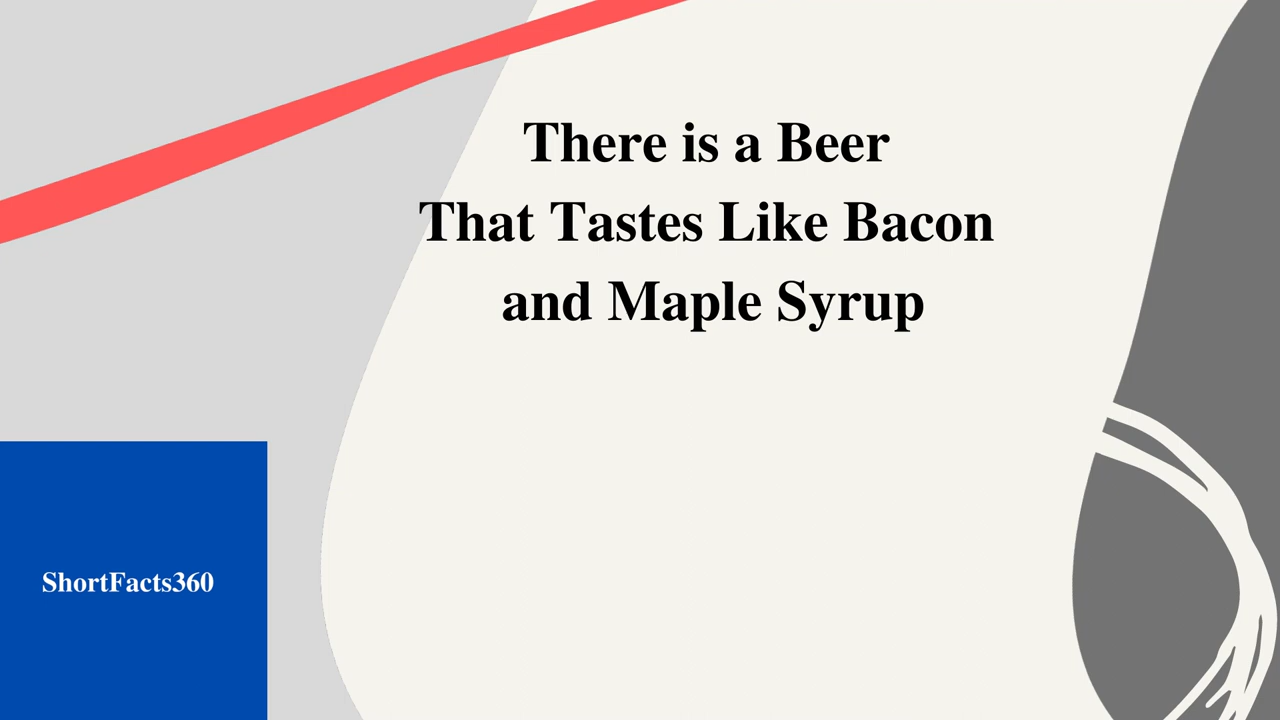 There is a Beer
That Tastes Like Bacon
and Maple Syrup
ShortFacts360